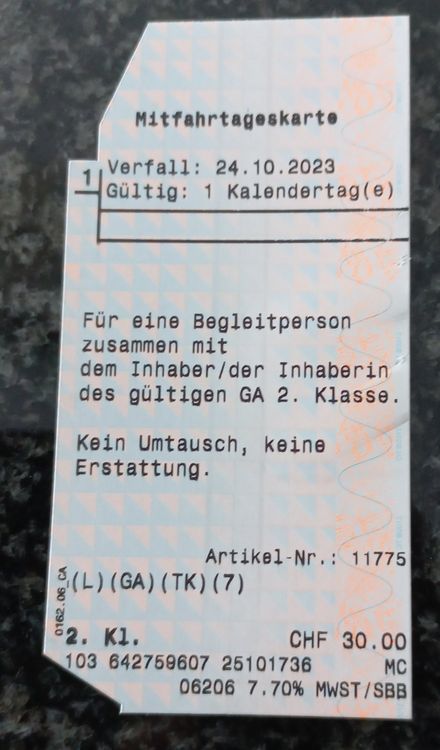 Mitfahrtageskarte
1
Verfall: 24.10.2023
Gültig: 1 Kalendertag(e)
Für eine Begleitperson
zusammen mit
dem Inhaber/der Inhaberin
des gültigen GA 2. Klasse.
Kein Umtausch, keine
Erstattung.
Artikel-Nr.: 11775
(L)(GA)(TK)(7)
0162.06_CA
2. Kl. CHF 30.00
103 642759607 25101736 MC
06206 7.70% MWST/SBB